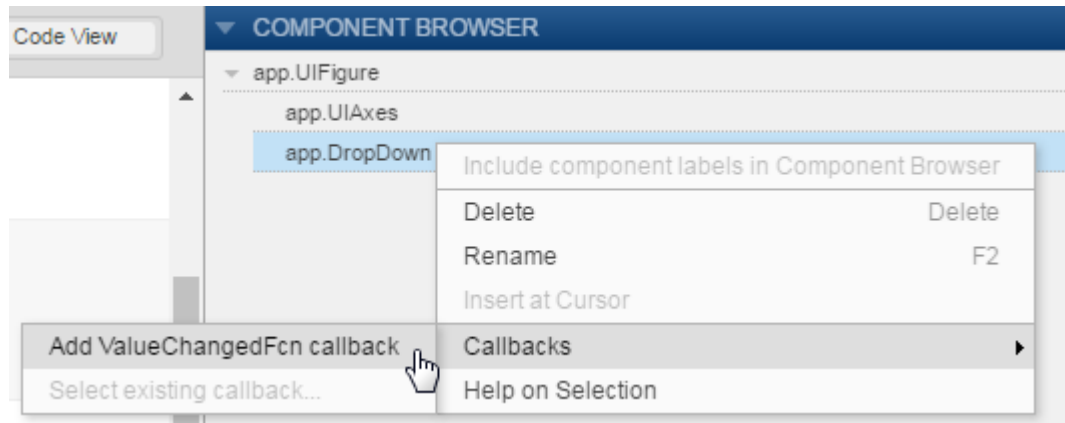 Code View
COMPONENT BROWSER
app.UIFigure
app.UIAxes
app.DropDown
Include component labels in Component Browser
Delete Delete
Rename F2
Insert at Cursor
Add ValueChangedFcn callback Callbacks
Select existing callback... Help on Selection